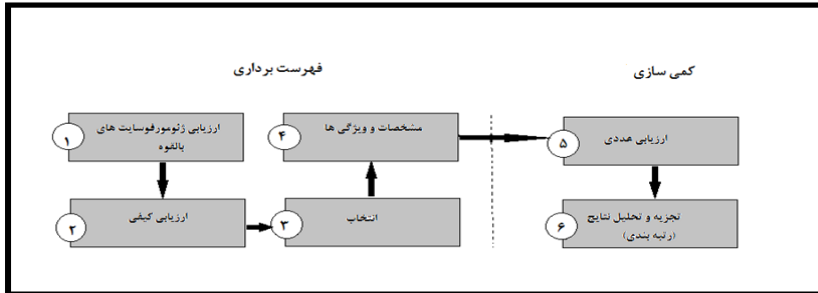 فهرست برداری
کمی سازی
۱
ارزیابی ژئومورفوسایت های
بالقوه
۲
ارزیابی کیفی
۳
انتخاب
۴
مشخصات و ویژگی ها
۵
ارزیابی عددی
۶
تجزیه و تحلیل نتایج
(رتبه بندی)